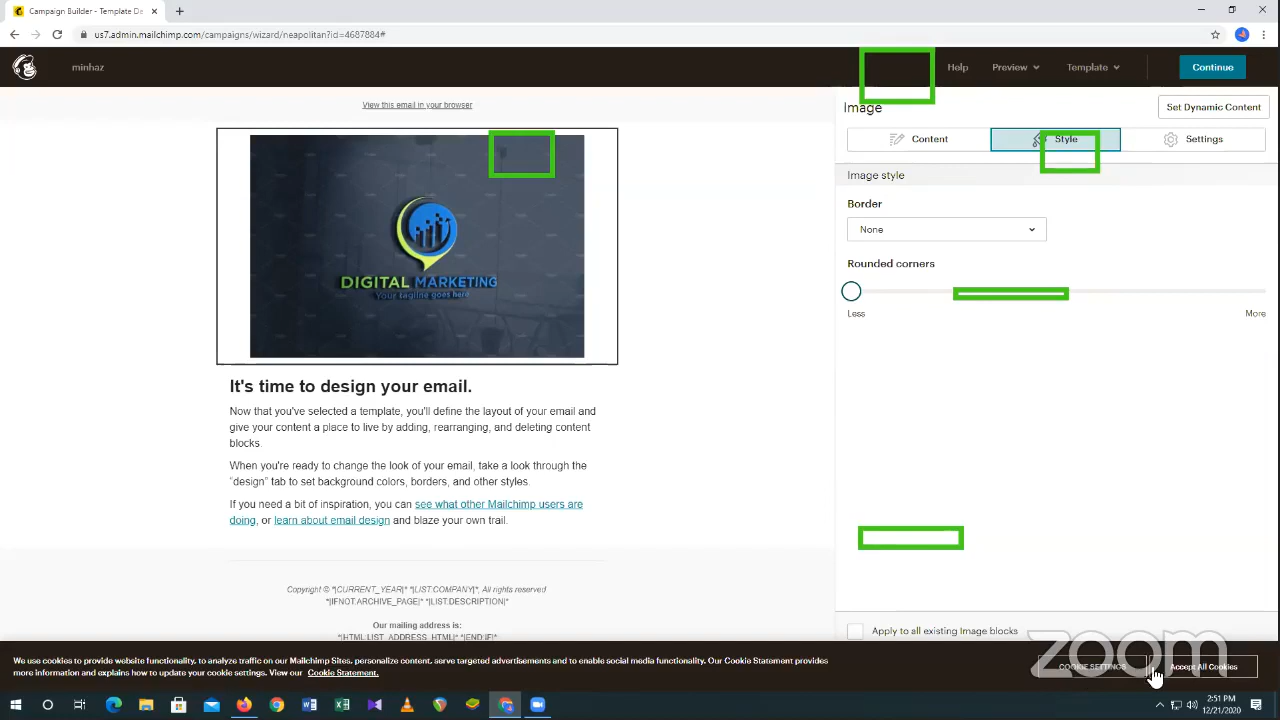 Campaign Builder - Template De
us7.admin.mailchimp.com/campaigns/wizard/neapolitan?id=4687884#
minhaz
Help
Preview
Template
Continue
View this email in your browser
Image
Set Dynamic Content
Content
Style
Settings
Image style
Border
None
Rounded corners
Less
More
DIGITAL MARKETING
Your tagline goes here
It's time to design your email.
Now that you've selected a template, you'll define the layout of your email and
give your content a place to live by adding, rearranging, and deleting content
blocks.
When you're ready to change the look of your email, take a look through the
"design" tab to set background colors, borders, and other styles.
If you need a bit of inspiration, you can see what other Mailchimp users are
doing, or learn about email design and blaze your own trail.
Copyright © *|CURRENT_YEAR|* *|LIST:COMPANY|*, All rights reserved
*|IFNOT:ARCHIVE_PAGE|* *|LIST:DESCRIPTION|*
Our mailing address is:
*|HTML:LIST_ADDRESS_HTML|* *|END:IF|*
Apply to all existing Image blocks
zoom
We use cookies to provide website functionality, to analyze traffic on our Mailchimp Sites, personalize content, serve targeted advertisements and to enable social media functionality. Our Cookie Statement provides
more information and explains how to update your cookie settings. View our Cookie Statement.
COOKIE SETTINGS
Accept All Cookies
2:51 PM
12/21/2020